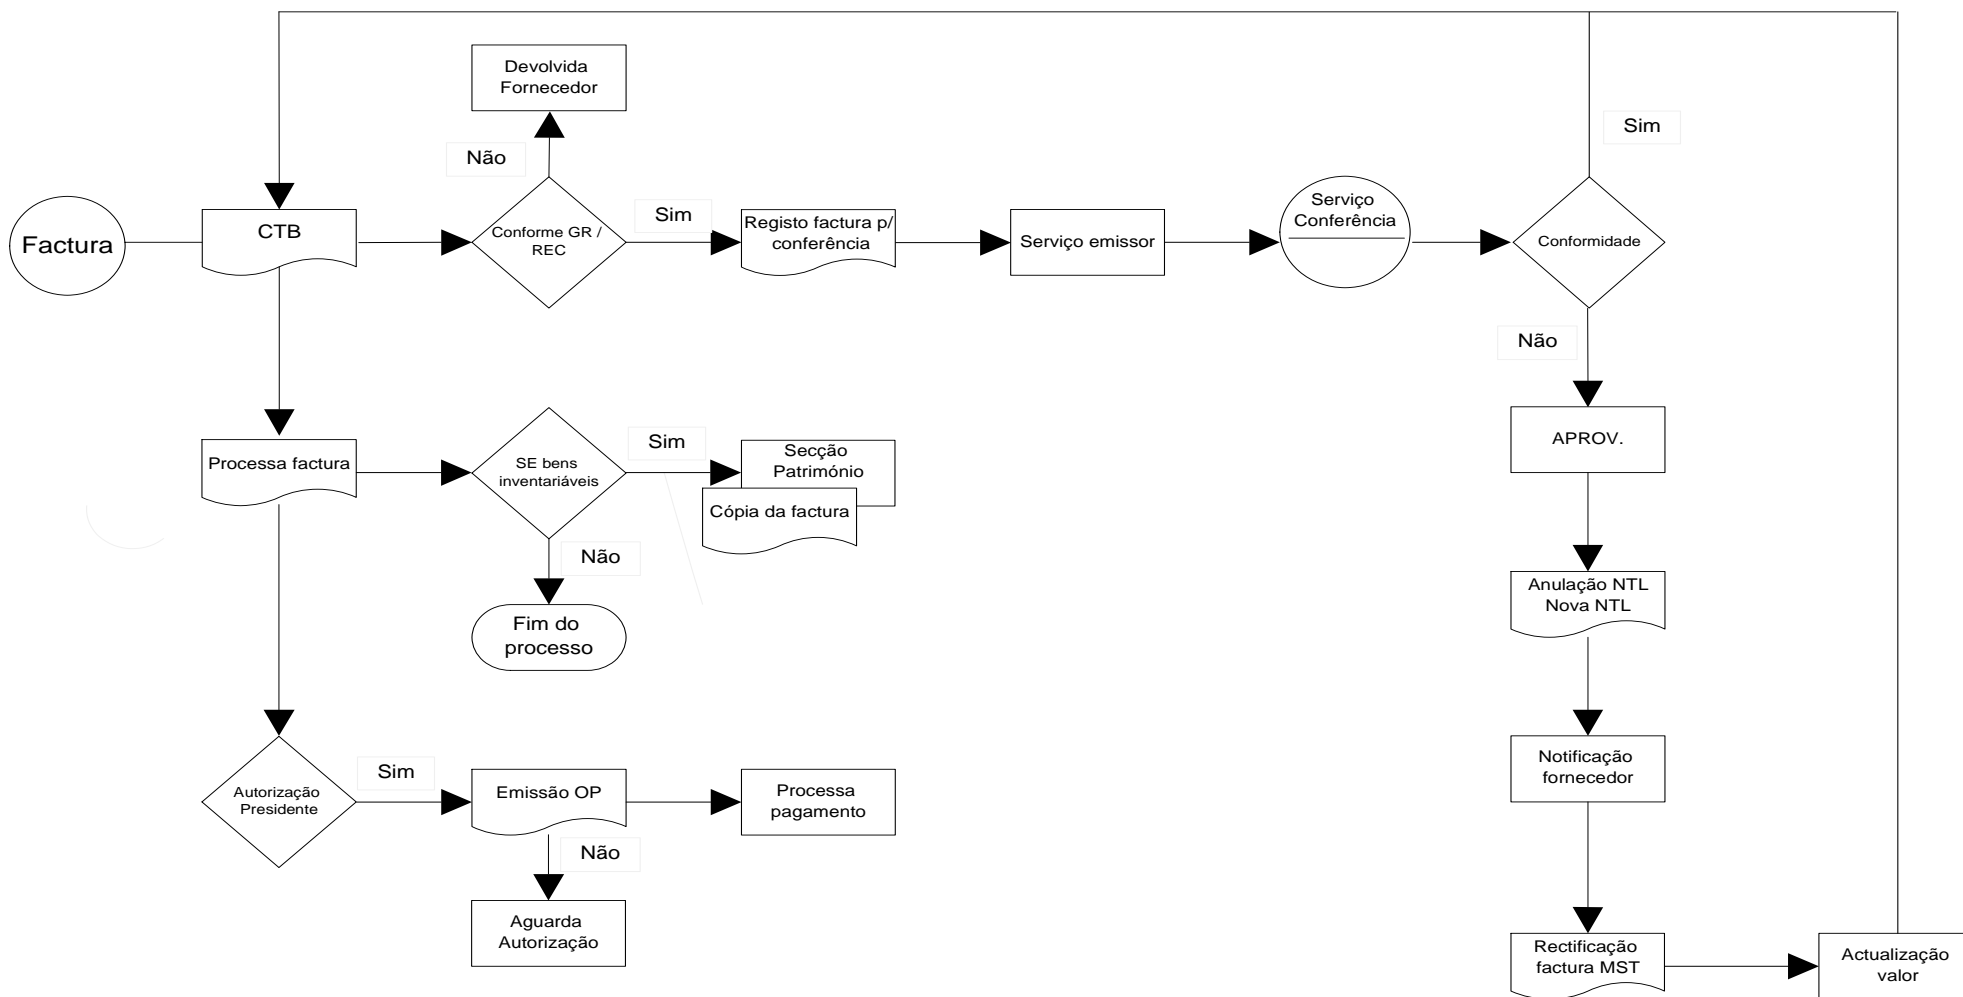 Devolvida
Fornecedor
Sim
Não
Factura
CTB
Conforme GR /
REC
Sim
Registo factura p/
conferência
Serviço emissor
Serviço
Conferência
Conformidade
Não
APROV.
Processa factura
SE bens
inventariáveis
Sim
Secção
Património
Cópia da factura
Não
Fim do
processo
Anulação NTL
Nova NTL
Notificação
fornecedor
Autorização
Presidente
Sim
Emissão OP
Processa
pagamento
Não
Aguarda
Autorização
Rectificação
factura MST
Actualização
valor